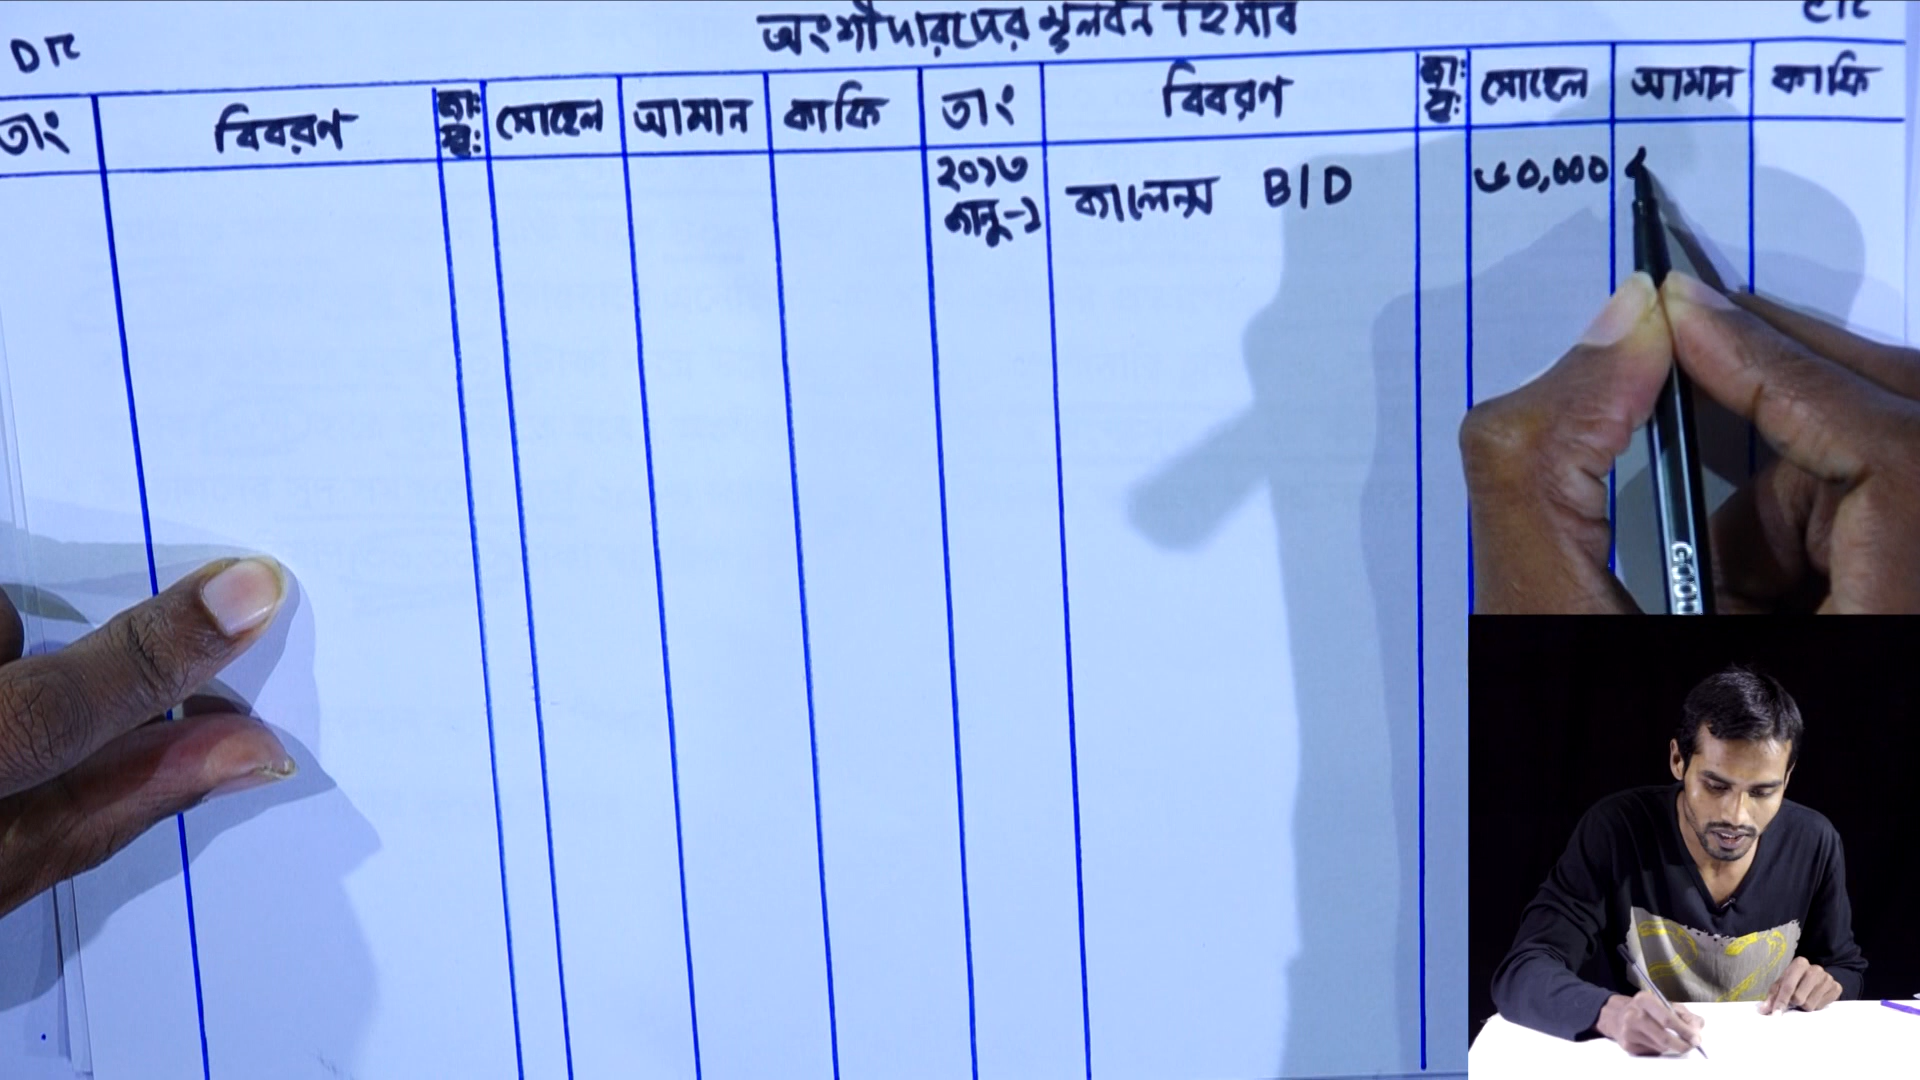 অংশীদারদের মূলধন হিসাব
Dr
Cr
তাং বিবরণ জা: পৃ: সোহেল আমান কাফি তাং বিবরণ জা: পৃ: সোহেল আমান কাফি
২০১৩ ব্যালেন্স B/D ৬০,০০০
জানু-১